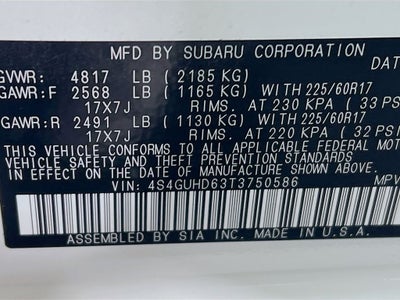 MFD BY SUBARU CORPORATION DATE
GVWR: 4817 LB (2185 KG)
GAWR:F 2568 LB (1165 KG) WITH 225/60R17
17X7J RIMS. AT 230 KPA (33 PSI
GAWR:R 2491 LB (1130 KG) WITH 225/60R17
17X7J RIMS. AT 220 KPA (32 PSI
THIS VEHICLE CONFORMS TO ALL APPLICABLE FEDERAL MOTOR
VEHICLE SAFETY AND THEFT PREVENTION STANDARDS
IN EFFECT ON THE DATE OF MANUFACTURE SHOWN ABOVE.
VIN: 4S4GUHD63T3750586 MPV
ASSEMBLED BY SIA INC. MADE IN U.S.A.